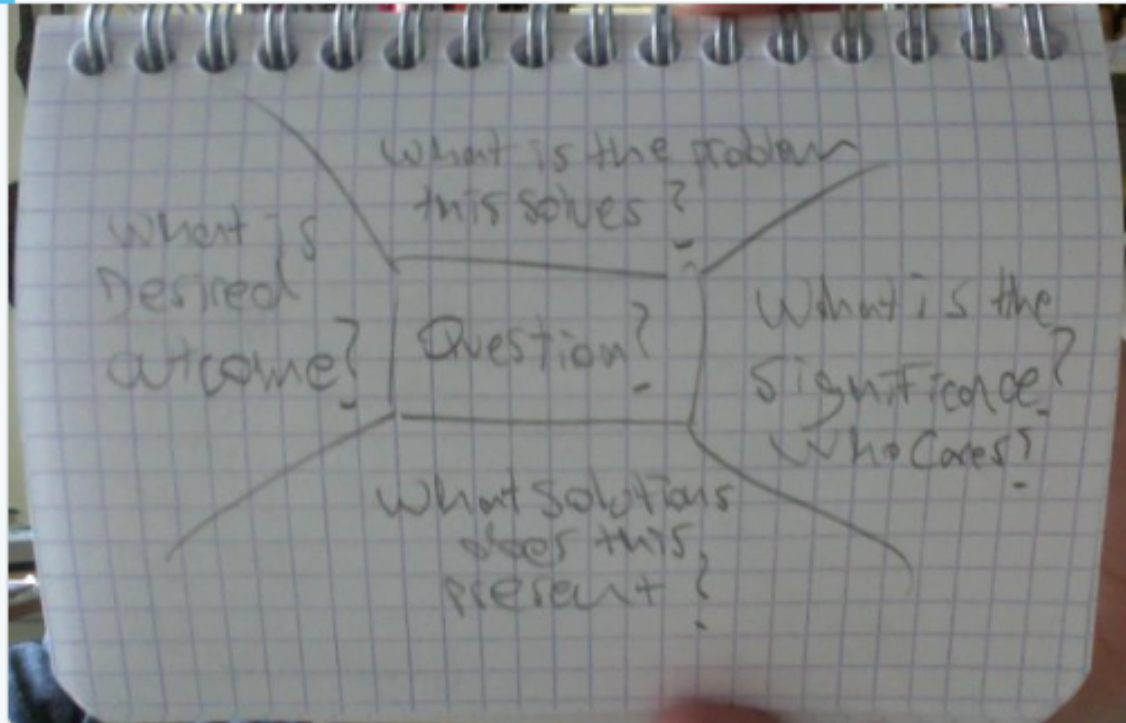 What is the problem
this solves?
What is
Desired
outcome?
Question?
What is the
Significance?
Who Cares?
What Solutions
does this
present?